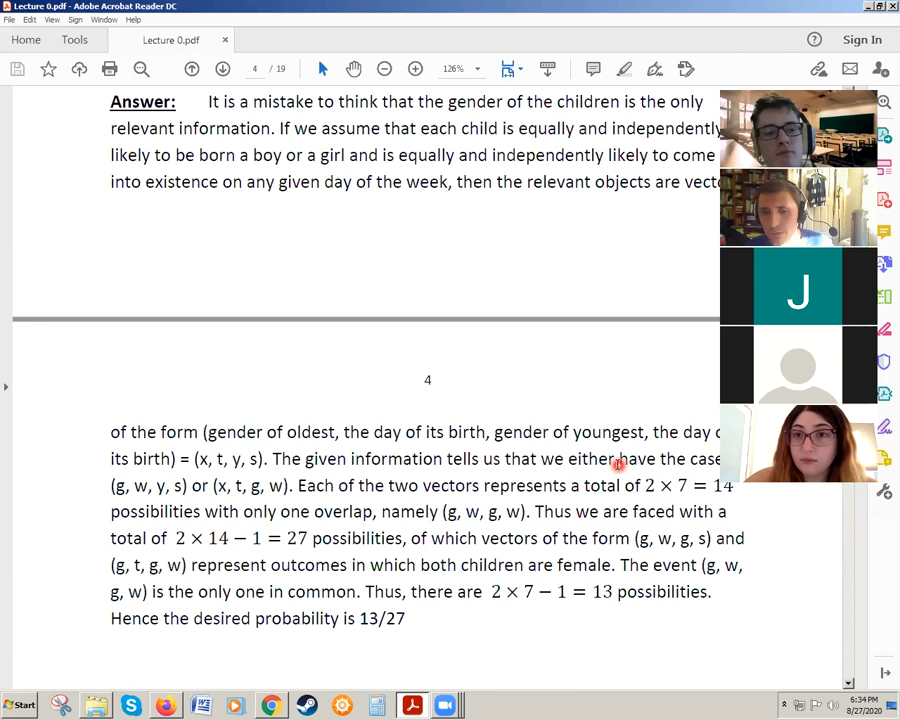 Lecture 0.pdf - Adobe Acrobat Reader DC
File Edit View Sign Window Help
Home Tools Lecture 0.pdf × Sign In
4 / 19 126%
Answer: It is a mistake to think that the gender of the children is the only
relevant information. If we assume that each child is equally and independently
likely to be born a boy or a girl and is equally and independently likely to come
into existence on any given day of the week, then the relevant objects are
4
of the form (gender of oldest, the day of its birth, gender of youngest, the day
its birth) = (x, t, y, s). The given information tells us that we either have the case
(g, w, y, s) or (x, t, g, w). Each of the two vectors represents a total of 2 × 7 = 14
possibilities with only one overlap, namely (g, w, g, w). Thus we are faced with a
total of 2 × 14 − 1 = 27 possibilities, of which vectors of the form (g, w, g, s) and
(g, t, g, w) represent outcomes in which both children are female. The event (g, w,
g, w) is the only one in common. Thus, there are 2 × 7 − 1 = 13 possibilities.
Hence the desired probability is 13/27
J
Start
6:34 PM
8/27/2020